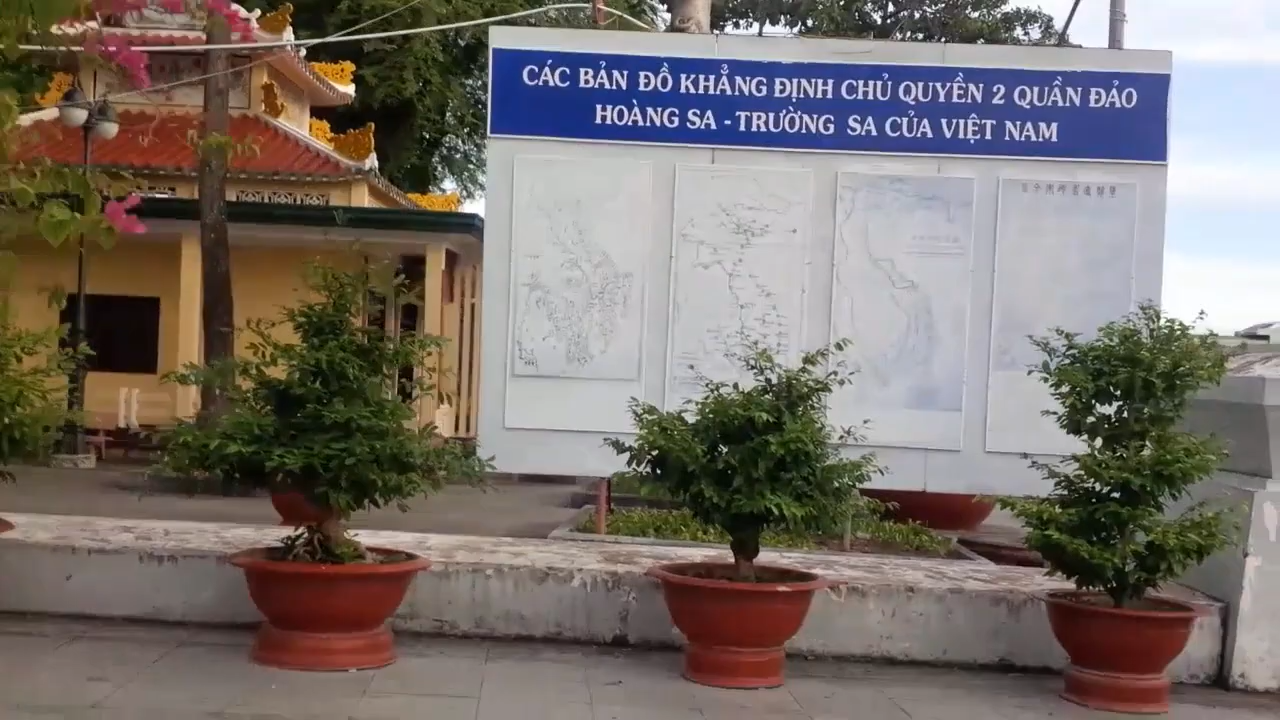 CÁC BẢN ĐỒ KHẲNG ĐỊNH CHỦ QUYỀN 2 QUẦN ĐẢO
HOÀNG SA - TRƯỜNG SA CỦA VIỆT NAM